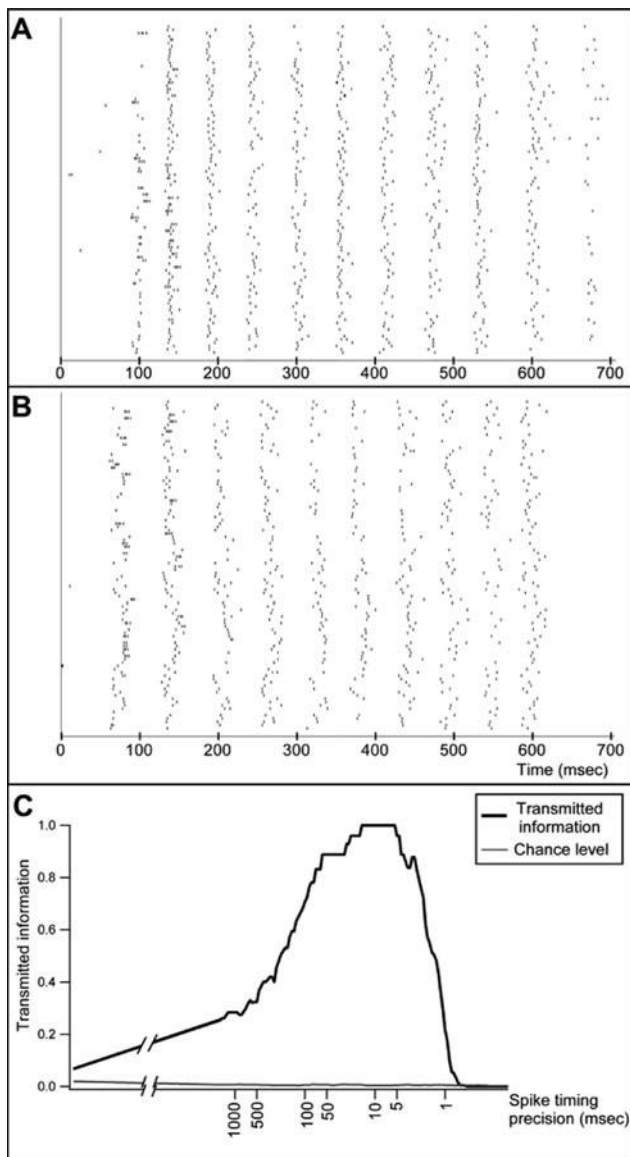 A
0 100 200 300 400 500 600 700
B
0 100 200 300 400 500 600 700
Time (msec)
C
Transmitted
information
Chance level
1.0
0.8
0.6
0.4
0.2
0.0
Transmitted information
1000 500 100 50 10 5 1
Spike timing
precision (msec)